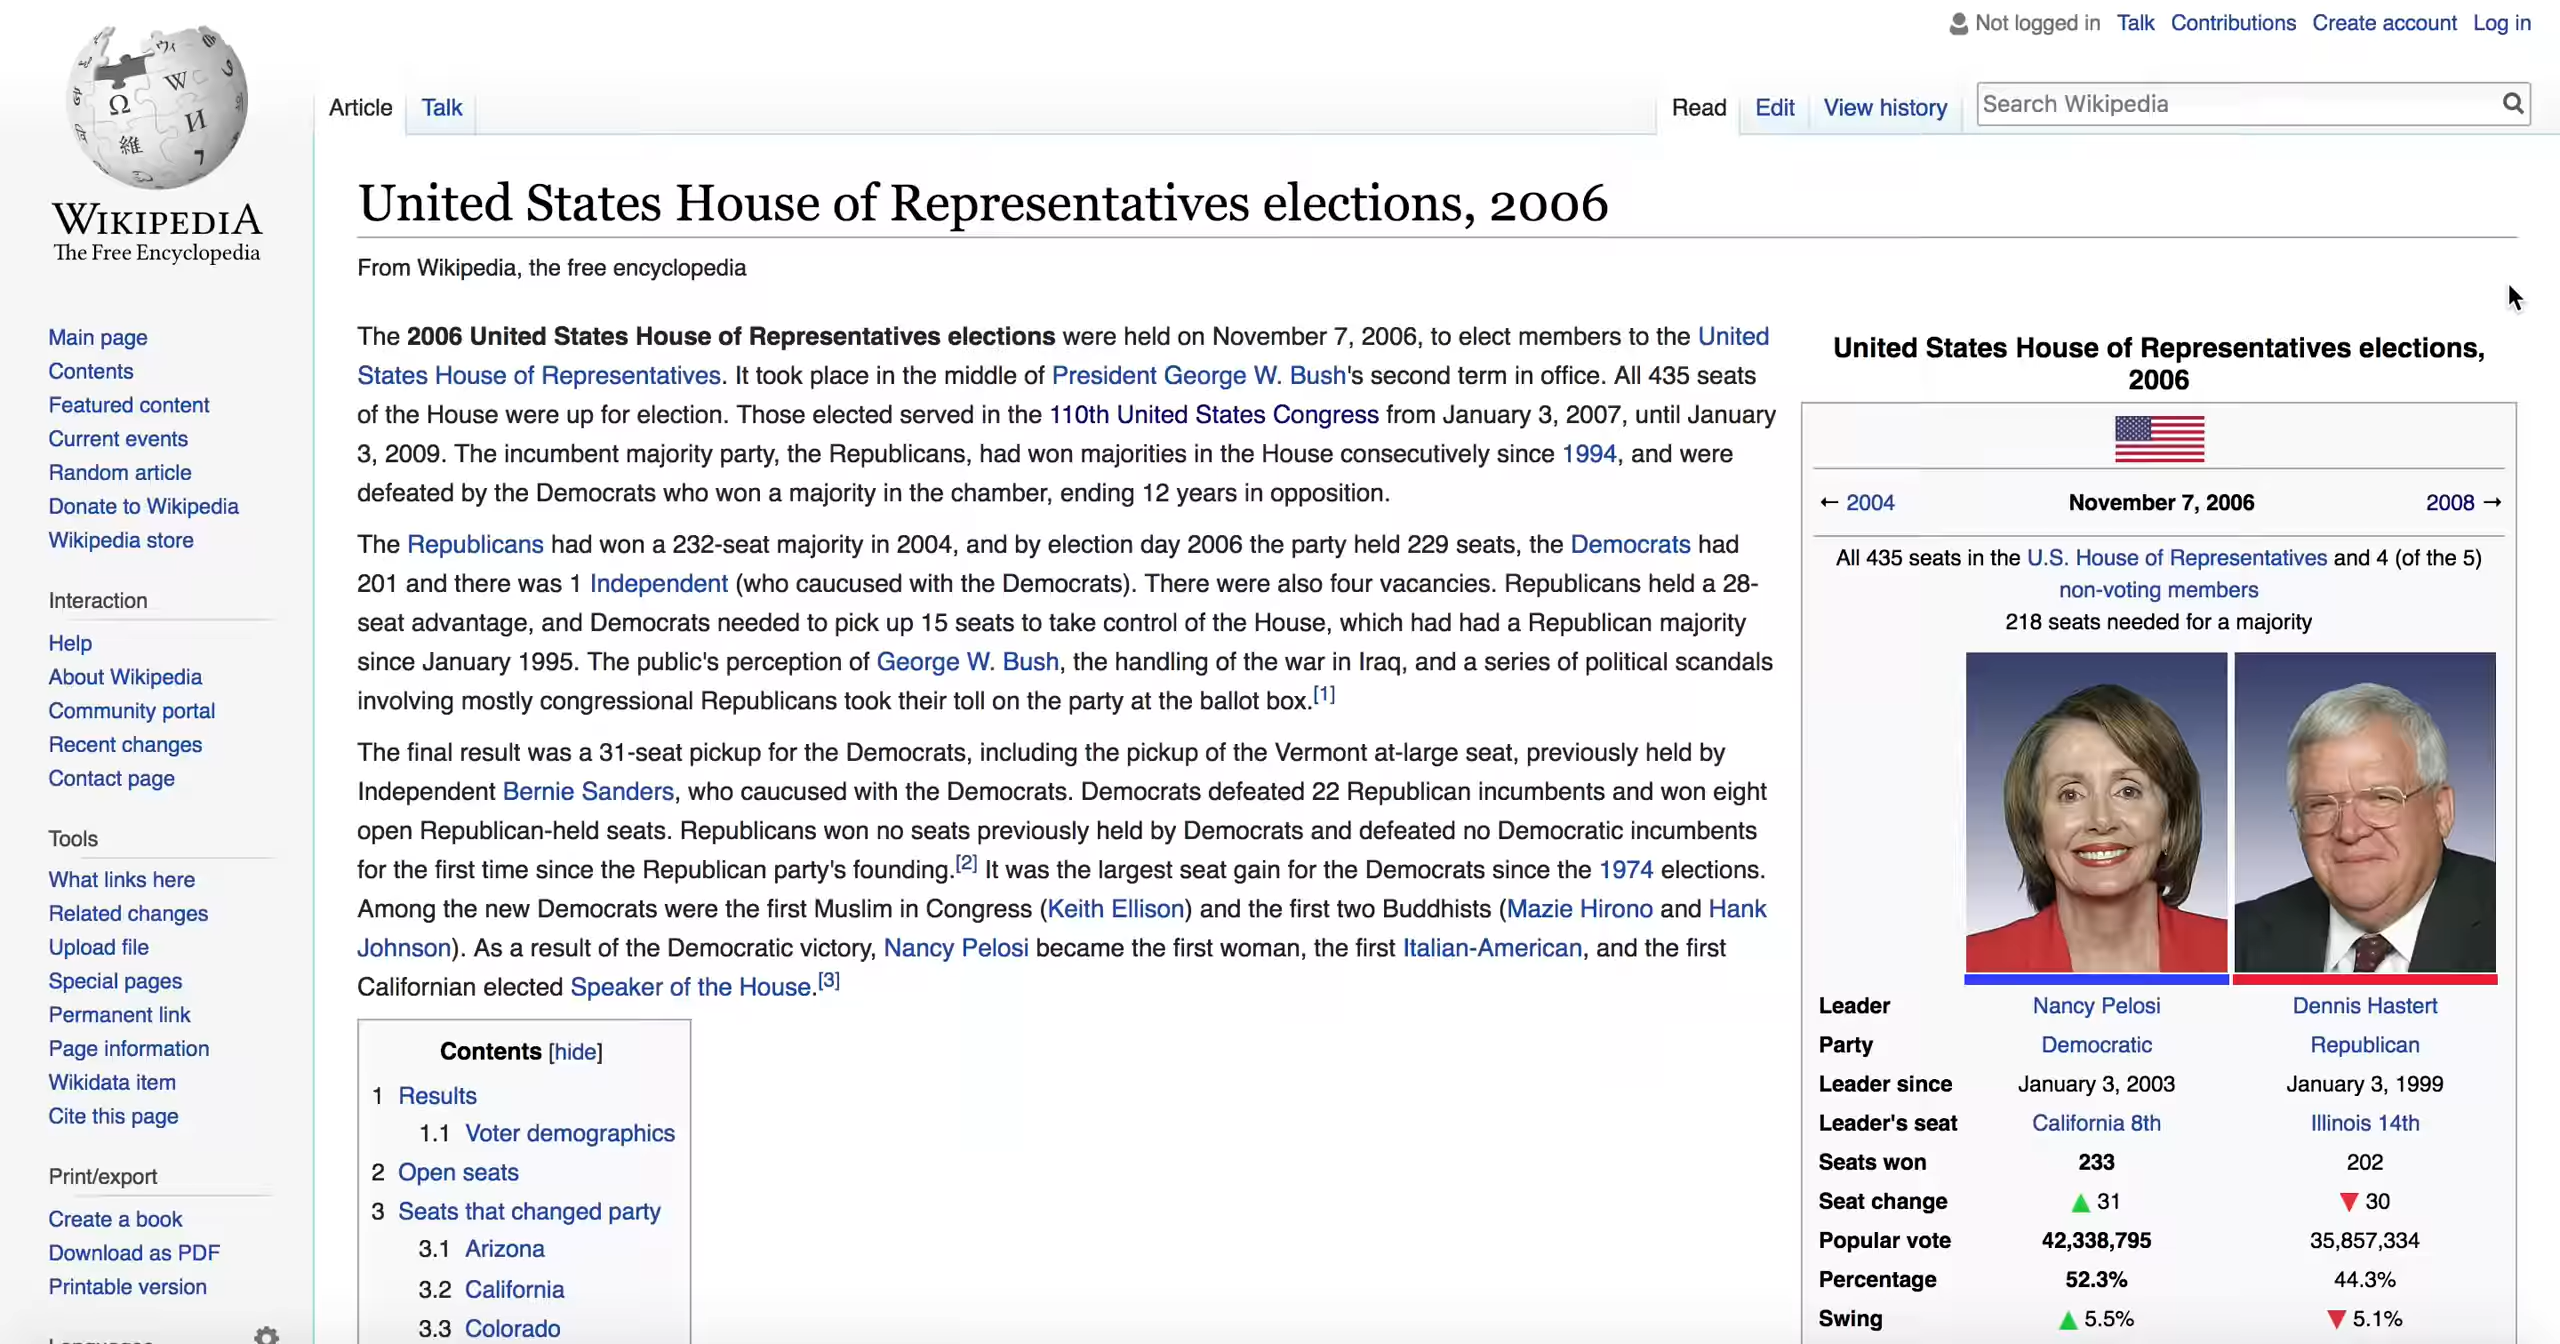 Not logged in Talk Contributions Create account Log in
Article Talk
Read Edit View history
Search Wikipedia
WIKIPEDIA
The Free Encyclopedia
Main page
Contents
Featured content
Current events
Random article
Donate to Wikipedia
Wikipedia store
Interaction
Help
About Wikipedia
Community portal
Recent changes
Contact page
Tools
What links here
Related changes
Upload file
Special pages
Permanent link
Page information
Wikidata item
Cite this page
Print/export
Create a book
Download as PDF
Printable version
Languages
United States House of Representatives elections, 2006
From Wikipedia, the free encyclopedia
The 2006 United States House of Representatives elections were held on November 7, 2006, to elect members to the United
States House of Representatives. It took place in the middle of President George W. Bush's second term in office. All 435 seats
of the House were up for election. Those elected served in the 110th United States Congress from January 3, 2007, until January
3, 2009. The incumbent majority party, the Republicans, had won majorities in the House consecutively since 1994, and were
defeated by the Democrats who won a majority in the chamber, ending 12 years in opposition.
The Republicans had won a 232-seat majority in 2004, and by election day 2006 the party held 229 seats, the Democrats had
201 and there was 1 Independent (who caucused with the Democrats). There were also four vacancies. Republicans held a 28-
seat advantage, and Democrats needed to pick up 15 seats to take control of the House, which had had a Republican majority
since January 1995. The public's perception of George W. Bush, the handling of the war in Iraq, and a series of political scandals
involving mostly congressional Republicans took their toll on the party at the ballot box.[1]
The final result was a 31-seat pickup for the Democrats, including the pickup of the Vermont at-large seat, previously held by
Independent Bernie Sanders, who caucused with the Democrats. Democrats defeated 22 Republican incumbents and won eight
open Republican-held seats. Republicans won no seats previously held by Democrats and defeated no Democratic incumbents
for the first time since the Republican party's founding.[2] It was the largest seat gain for the Democrats since the 1974 elections.
Among the new Democrats were the first Muslim in Congress (Keith Ellison) and the first two Buddhists (Mazie Hirono and Hank
Johnson). As a result of the Democratic victory, Nancy Pelosi became the first woman, the first Italian-American, and the first
Californian elected Speaker of the House.[3]
Contents [hide]
1 Results
1.1 Voter demographics
2 Open seats
3 Seats that changed party
3.1 Arizona
3.2 California
3.3 Colorado
United States House of Representatives elections,
2006
← 2004 November 7, 2006 2008 →
All 435 seats in the U.S. House of Representatives and 4 (of the 5)
non-voting members
218 seats needed for a majority
Leader Nancy Pelosi Dennis Hastert
Party Democratic Republican
Leader since January 3, 2003 January 3, 1999
Leader's seat California 8th Illinois 14th
Seats won 233 202
Seat change ▲ 31 ▼ 30
Popular vote 42,338,795 35,857,334
Percentage 52.3% 44.3%
Swing ▲ 5.5% ▼ 5.1%